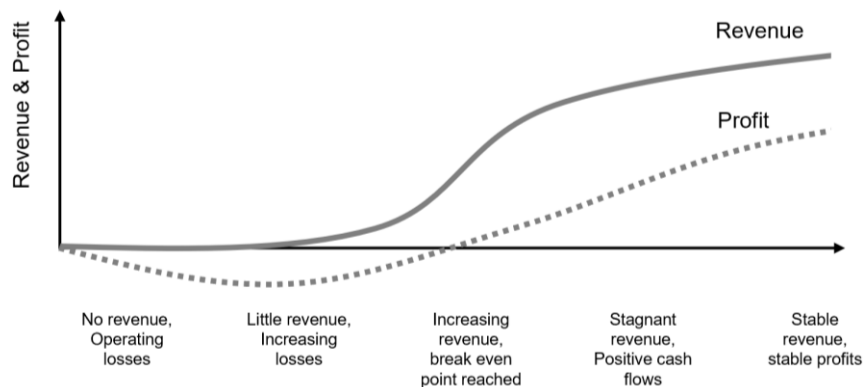 Revenue & Profit
Revenue
Profit
No revenue,
Operating
losses
Little revenue,
Increasing
losses
Increasing
revenue,
break even
point reached
Stagnant
revenue,
Positive cash
flows
Stable
revenue,
stable profits